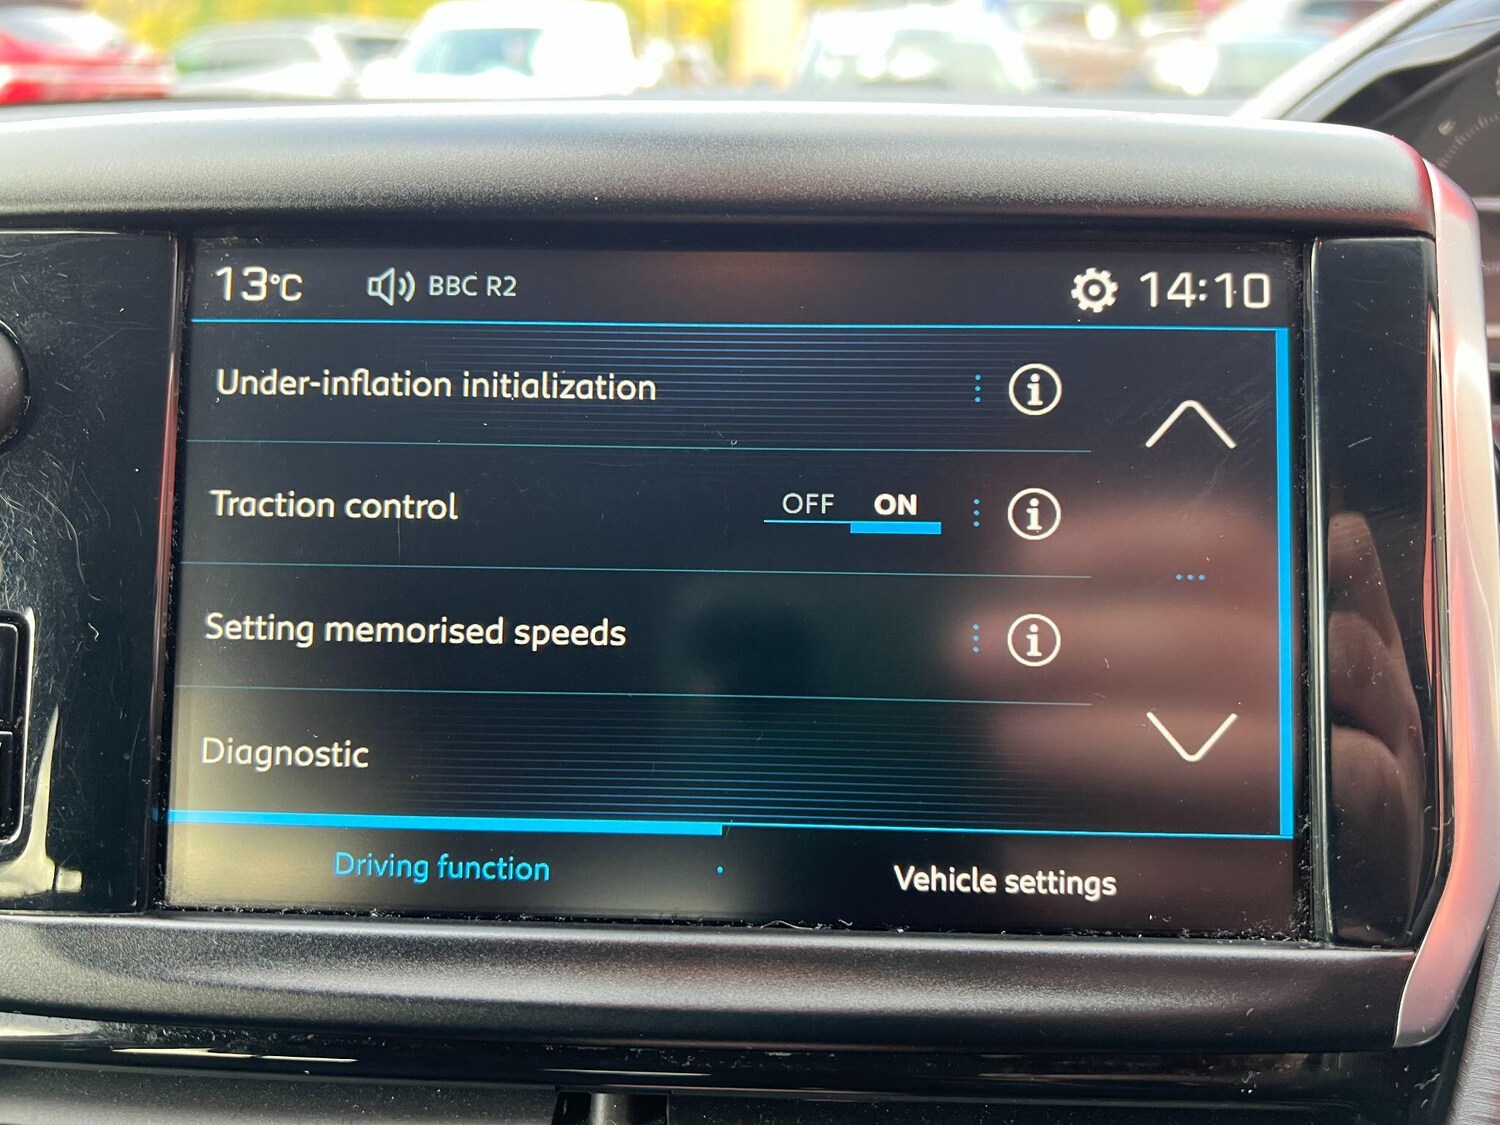 13°C BBC R2 14:10
Under-inflation initialization
Traction control OFF ON
Setting memorised speeds
Diagnostic
Driving function Vehicle settings